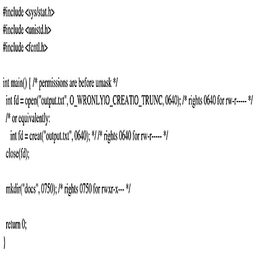 #include <sys/stat.h>
#include <unistd.h>
#include <fcntl.h>
int main() { /* permissions are before umask */
int fd = open("output.txt", O_WRONLY|O_CREAT|O_TRUNC, 0640); /* rights 0640 for rw-r----- */
/* or equivalently:
int fd = creat("output.txt", 0640); */ /* rights 0640 for rw-r----- */
close(fd);
mkdir("docs", 0750); /* rights 0750 for rwxr-x--- */
return 0;
}